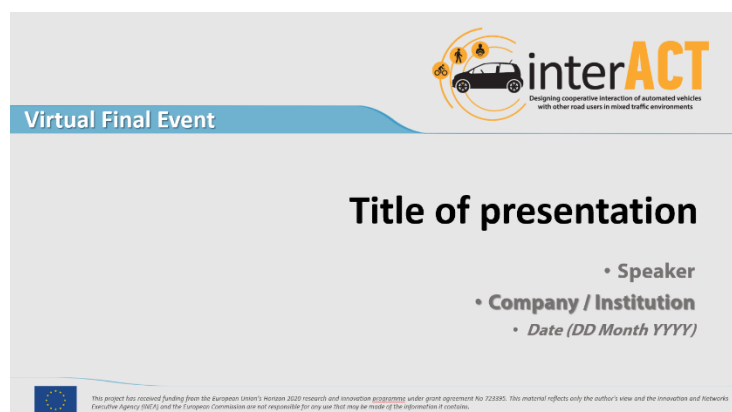 interACT
Designing cooperative interaction of automated vehicles
with other road users in mixed traffic environments
Virtual Final Event
Title of presentation
• Speaker
• Company / Institution
• Date (DD Month YYYY)
This project has received funding from the European Union's Horizon 2020 research and innovation programme under grant agreement No 723395. This material reflects only the author's view and the Innovation and Networks
Executive Agency (INEA) and the European Commission are not responsible for any use that may be made of the information it contains.